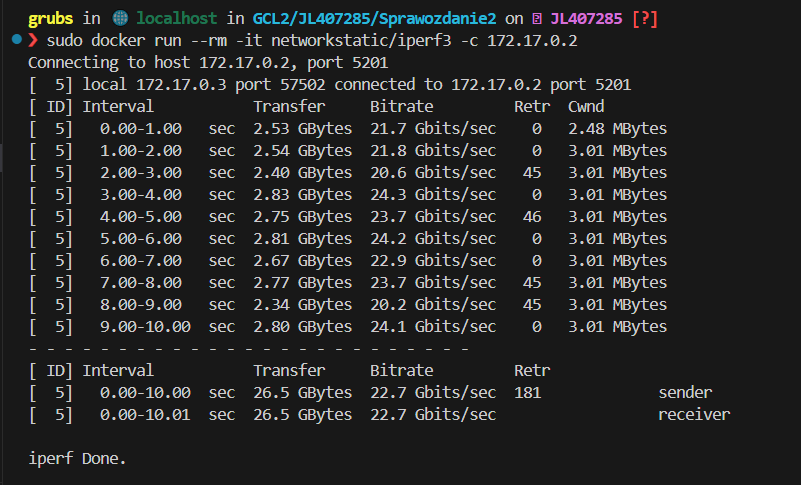 grubs in 🌐 localhost in GCL2/JL407285/Sprawozdanie2 on JL407285 [?]
❯ sudo docker run --rm -it networkstatic/iperf3 -c 172.17.0.2
Connecting to host 172.17.0.2, port 5201
[  5] local 172.17.0.3 port 57502 connected to 172.17.0.2 port 5201
[ ID] Interval           Transfer     Bitrate         Retr  Cwnd
[  5]   0.00-1.00   sec  2.53 GBytes  21.7 Gbits/sec    0   2.48 MBytes
[  5]   1.00-2.00   sec  2.54 GBytes  21.8 Gbits/sec    0   3.01 MBytes
[  5]   2.00-3.00   sec  2.40 GBytes  20.6 Gbits/sec   45   3.01 MBytes
[  5]   3.00-4.00   sec  2.83 GBytes  24.3 Gbits/sec    0   3.01 MBytes
[  5]   4.00-5.00   sec  2.75 GBytes  23.7 Gbits/sec   46   3.01 MBytes
[  5]   5.00-6.00   sec  2.81 GBytes  24.2 Gbits/sec    0   3.01 MBytes
[  5]   6.00-7.00   sec  2.67 GBytes  22.9 Gbits/sec    0   3.01 MBytes
[  5]   7.00-8.00   sec  2.77 GBytes  23.7 Gbits/sec   45   3.01 MBytes
[  5]   8.00-9.00   sec  2.34 GBytes  20.2 Gbits/sec   45   3.01 MBytes
[  5]   9.00-10.00  sec  2.80 GBytes  24.1 Gbits/sec    0   3.01 MBytes
- - - - - - - - - - - - - - - - - - - - - - - - -
[ ID] Interval           Transfer     Bitrate         Retr
[  5]   0.00-10.00  sec  26.5 GBytes  22.7 Gbits/sec  181             sender
[  5]   0.00-10.01  sec  26.5 GBytes  22.7 Gbits/sec                  receiver
iperf Done.